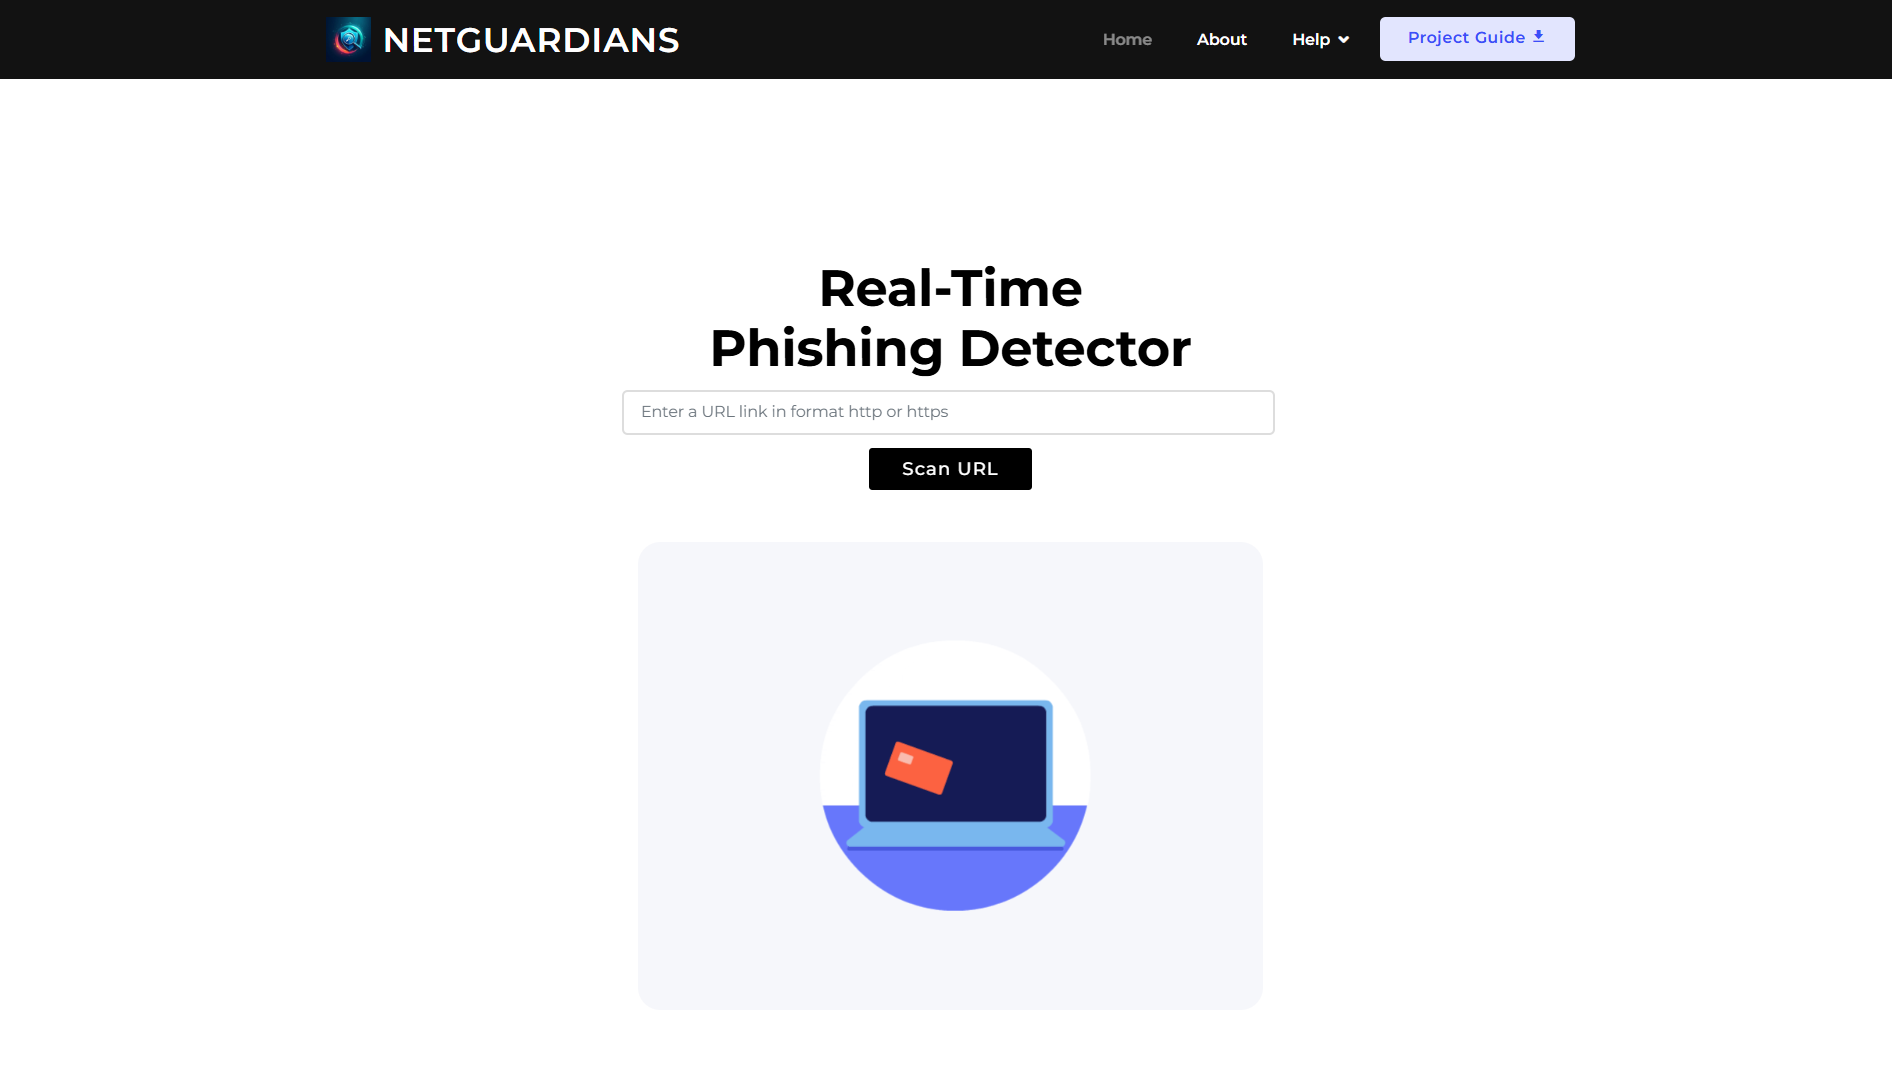 NETGUARDIANS
Home
About
Help
Project Guide
Real-Time
Phishing Detector
Enter a URL link in format http or https
Scan URL